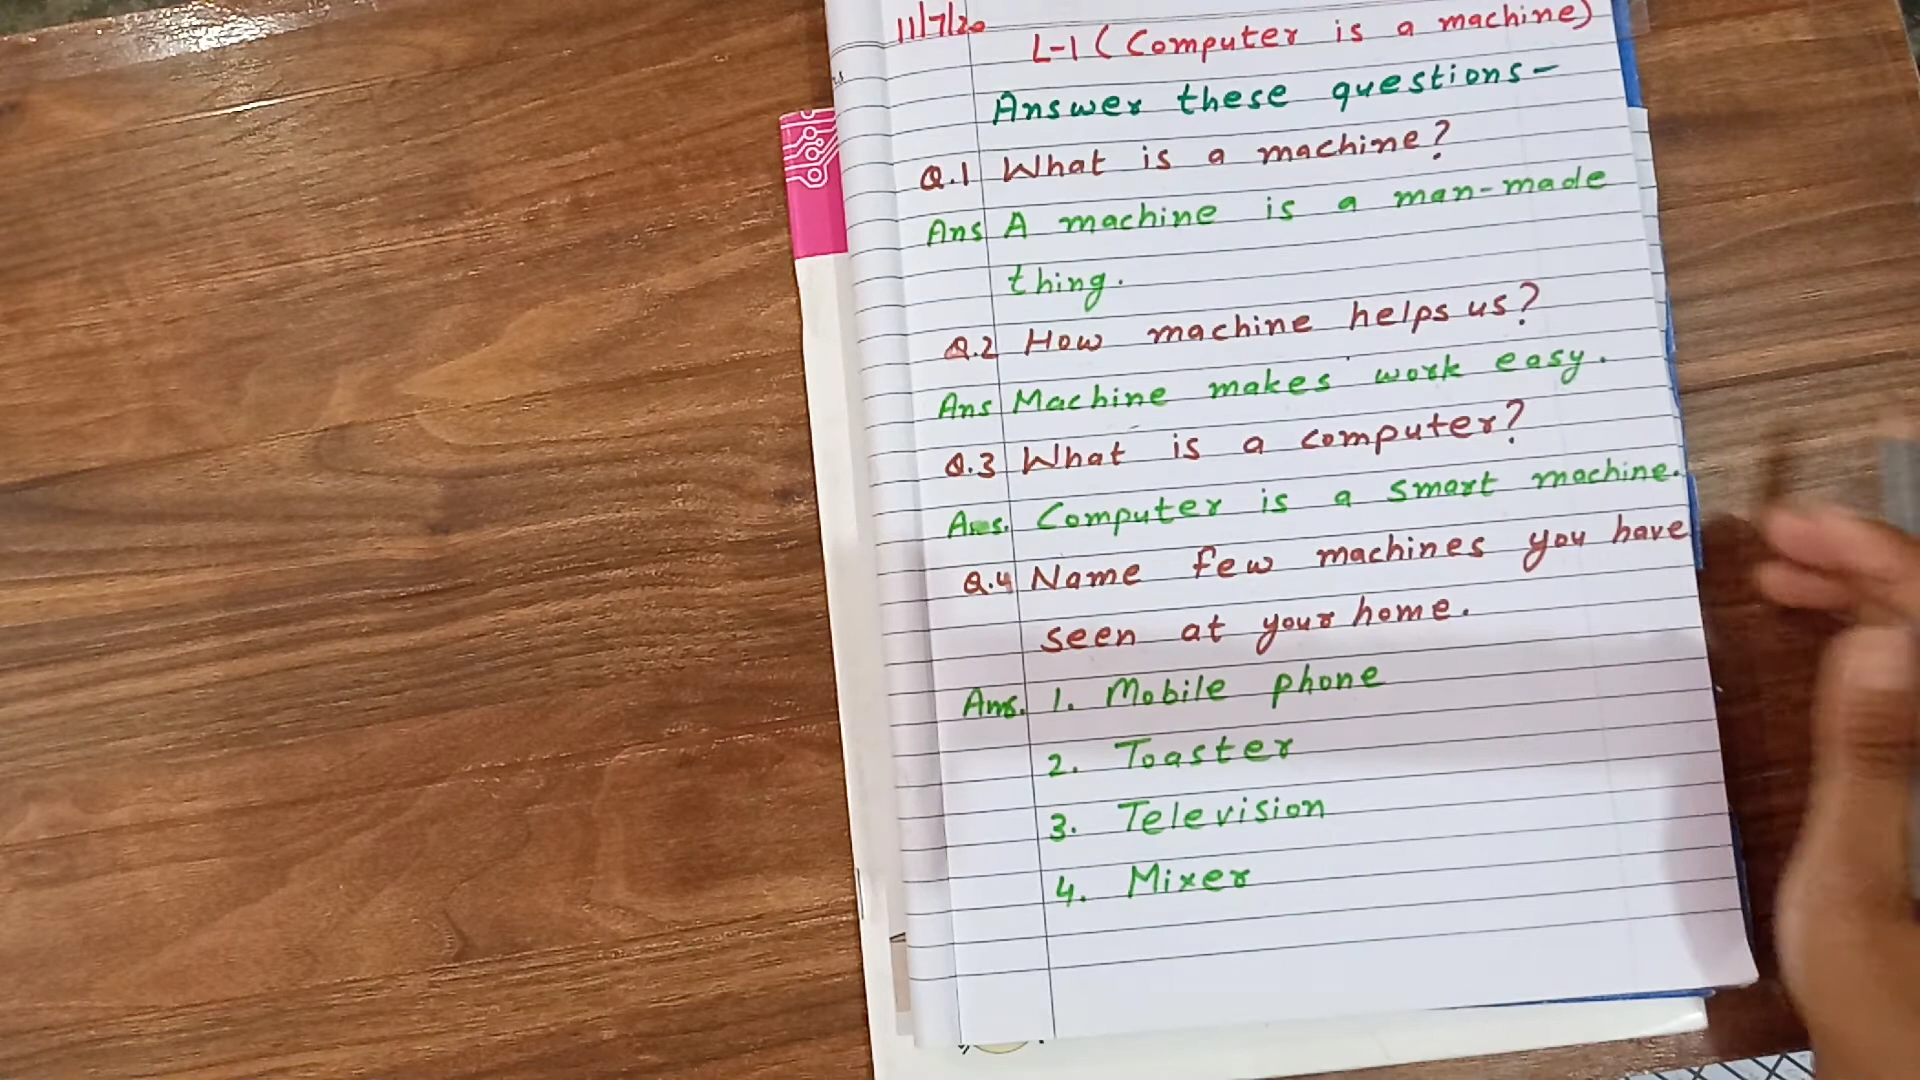 11/7/20
L-1 (Computer is a machine)
Answer these questions-
Q.1 What is a machine?
Ans A machine is a man-made
thing.
Q.2 How machine helps us?
Ans Machine makes work easy.
Q.3 What is a computer?
Ans. Computer is a smart machine.
Q.4 Name few machines you have
seen at your home.
Ans. 1. Mobile phone
2. Toaster
3. Television
4. Mixer